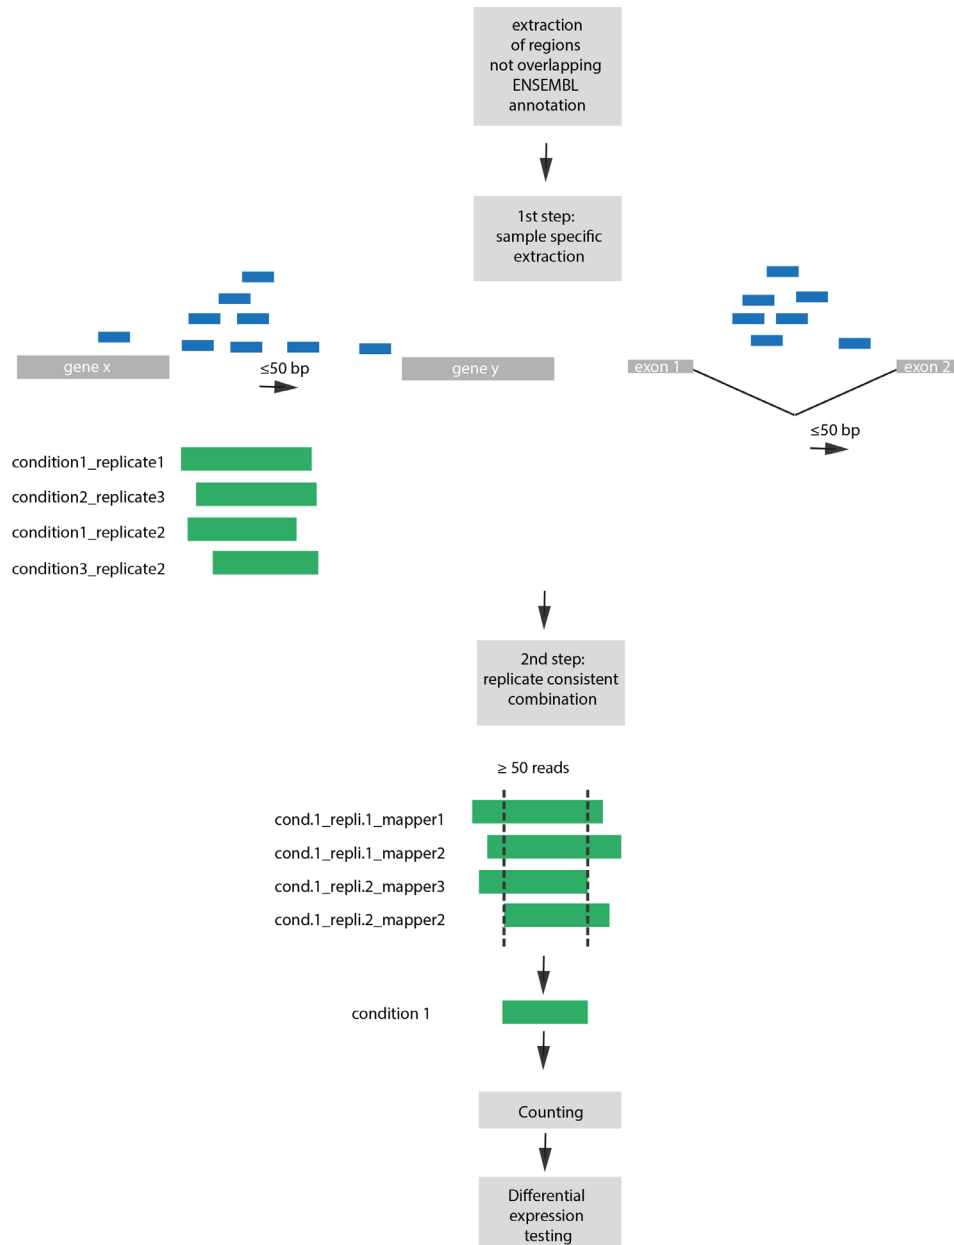 extraction
of regions
not overlapping
ENSEMBL
annotation
1st step:
sample specific
extraction
gene x
≤50 bp
gene y
exon 1
exon 2
≤50 bp
condition1_replicate1
condition2_replicate3
condition1_replicate2
condition3_replicate2
2nd step:
replicate consistent
combination
≥ 50 reads
cond.1_repli.1_mapper1
cond.1_repli.1_mapper2
cond.1_repli.2_mapper3
cond.1_repli.2_mapper2
condition 1
Counting
Differential
expression
testing